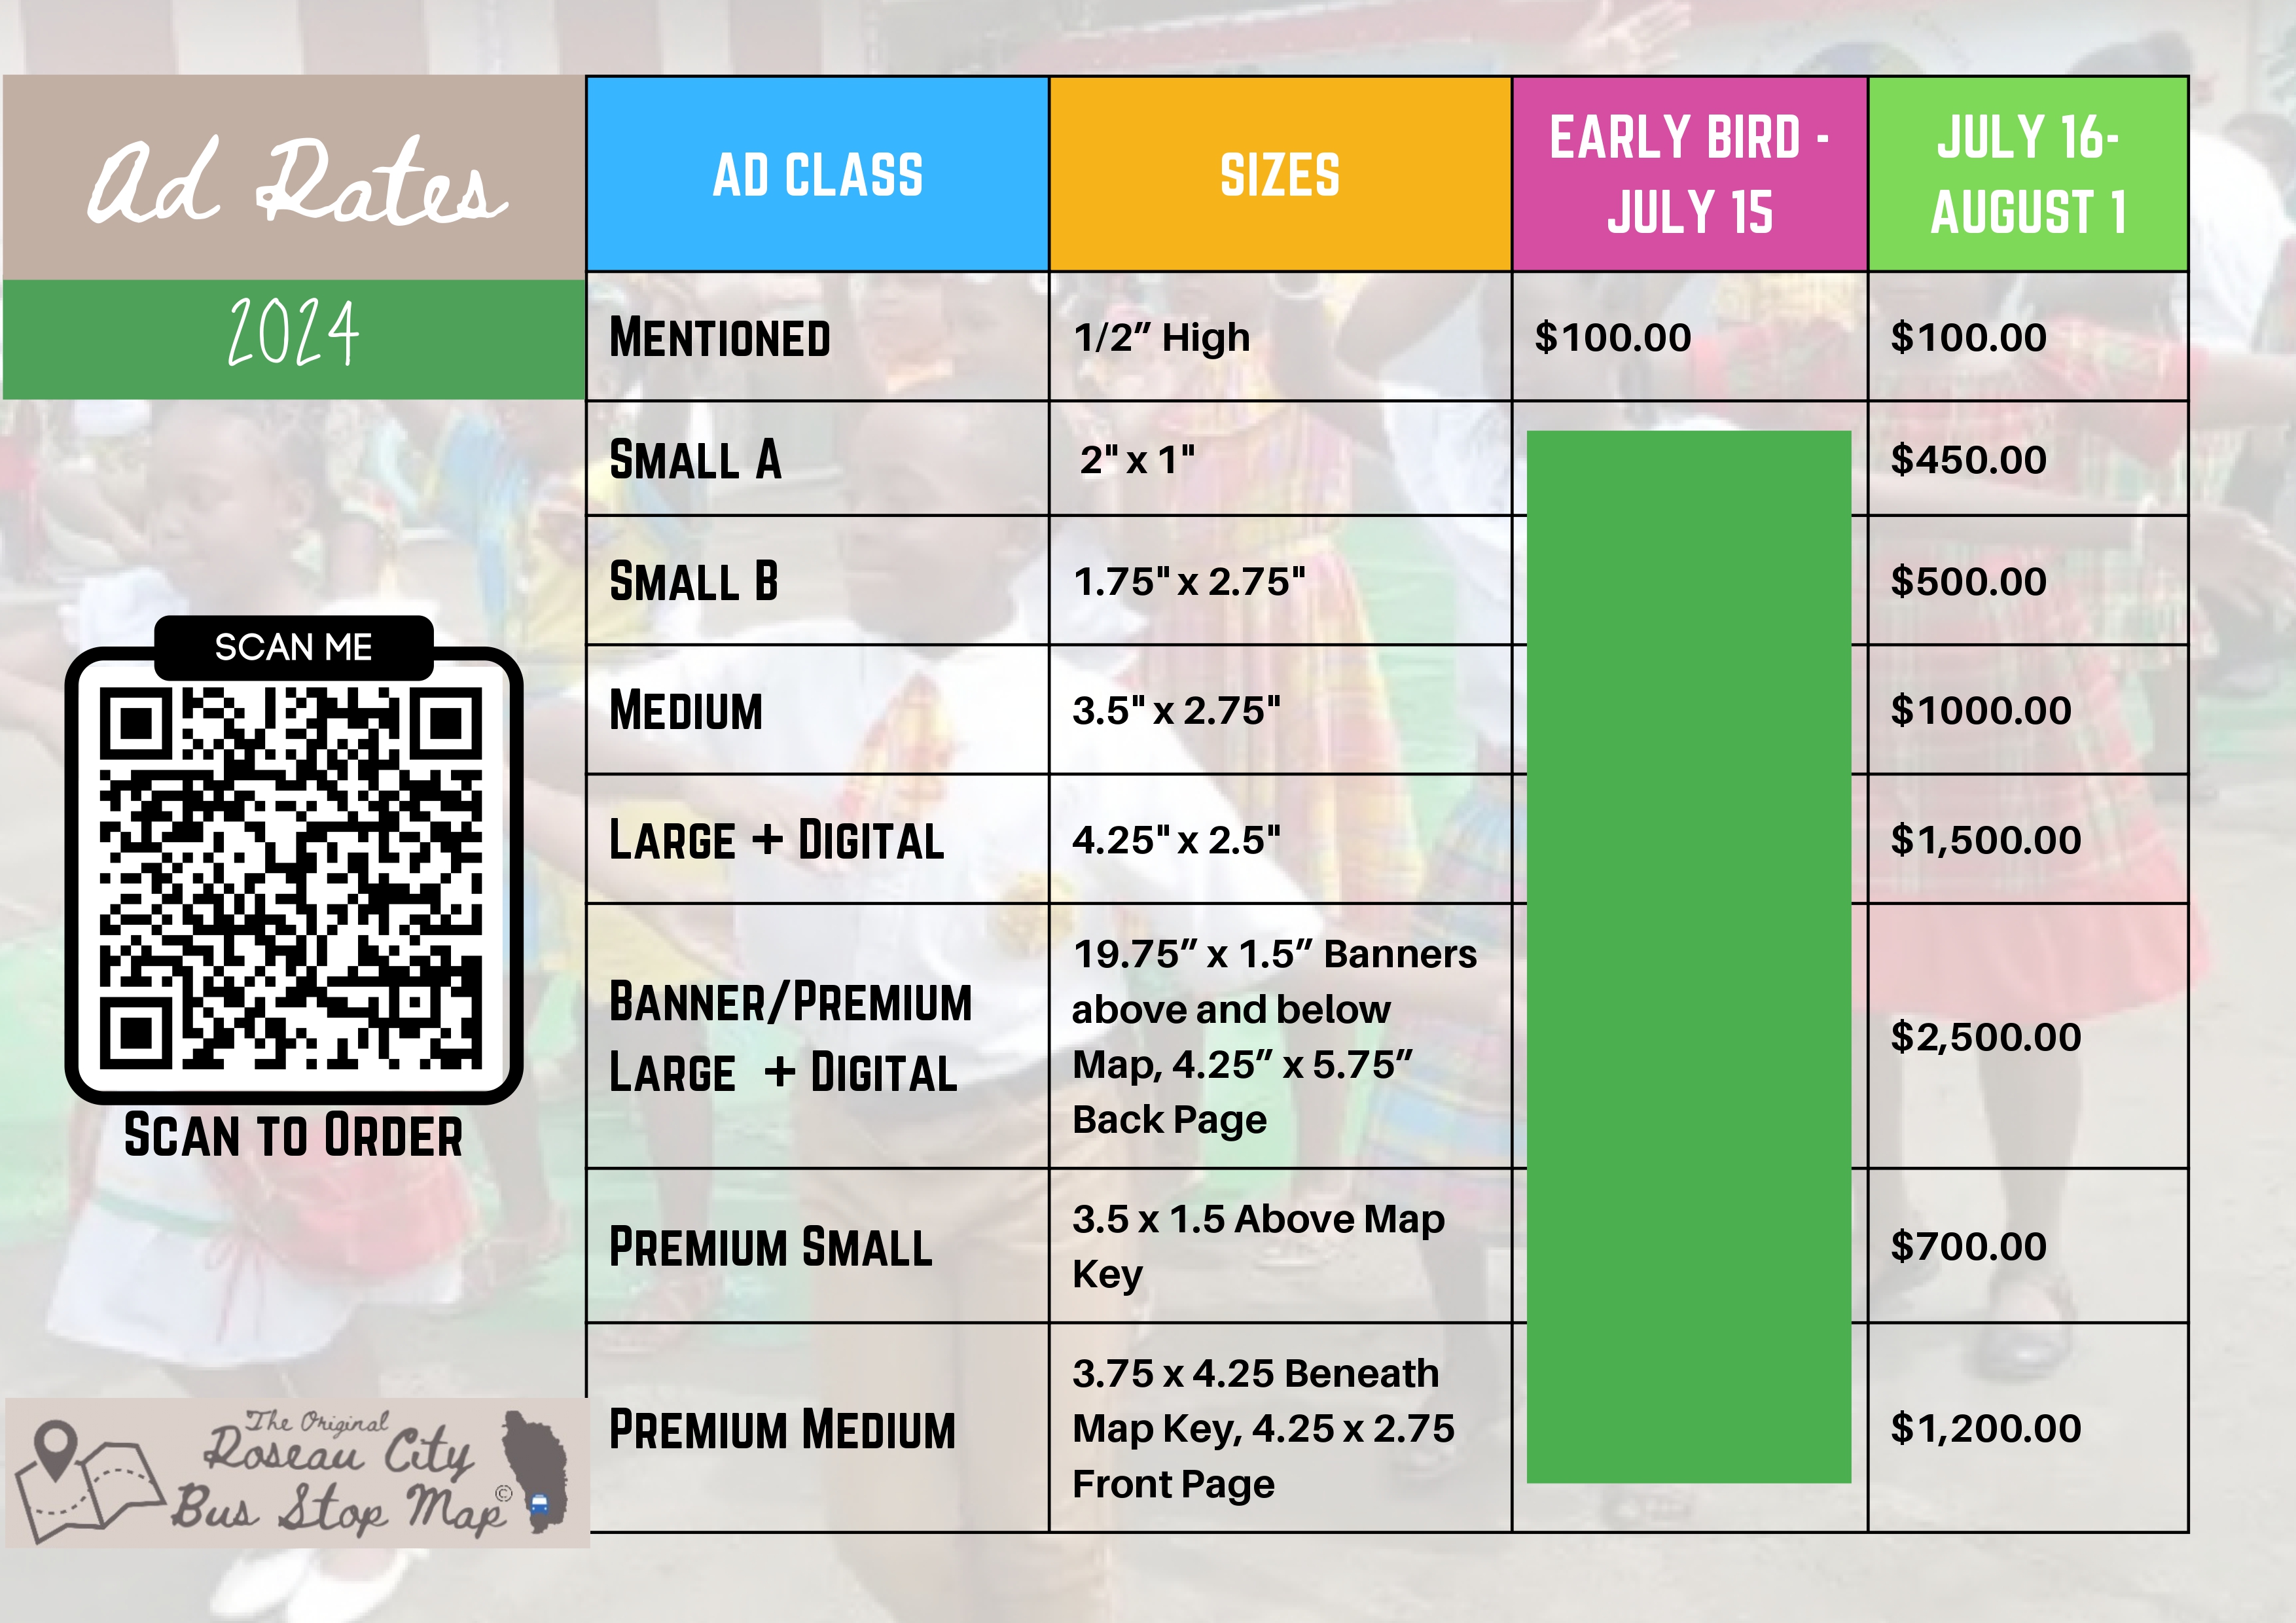 Ad Rates
2024
SCAN ME
SCAN TO ORDER
The Original
Roseau City
Bus Stop Map©
AD CLASS
SIZES
EARLY BIRD -
JULY 15
JULY 16-
AUGUST 1
MENTIONED
1/2” High
$100.00
$100.00
SMALL A
2" x 1"
$450.00
SMALL B
1.75" x 2.75"
$500.00
MEDIUM
3.5" x 2.75"
$1000.00
LARGE + DIGITAL
4.25" x 2.5"
$1,500.00
BANNER/PREMIUM
LARGE + DIGITAL
19.75” x 1.5” Banners
above and below
Map, 4.25” x 5.75”
Back Page
$2,500.00
PREMIUM SMALL
3.5 x 1.5 Above Map
Key
$700.00
PREMIUM MEDIUM
3.75 x 4.25 Beneath
Map Key, 4.25 x 2.75
Front Page
$1,200.00